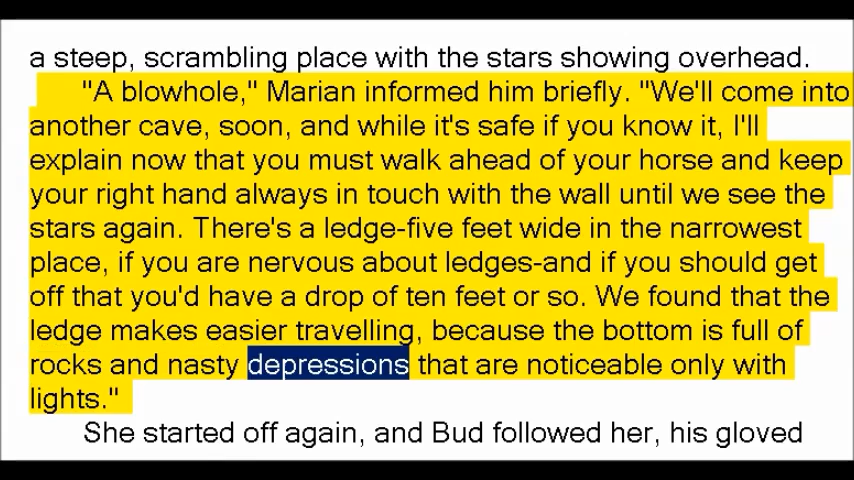 a steep, scrambling place with the stars showing overhead.
"A blowhole," Marian informed him briefly. "We'll come into
another cave, soon, and while it's safe if you know it, I'll
explain now that you must walk ahead of your horse and keep
your right hand always in touch with the wall until we see the
stars again. There's a ledge-five feet wide in the narrowest
place, if you are nervous about ledges-and if you should get
off that you'd have a drop of ten feet or so. We found that the
ledge makes easier travelling, because the bottom is full of
rocks and nasty depressions that are noticeable only with
lights."
She started off again, and Bud followed her, his gloved